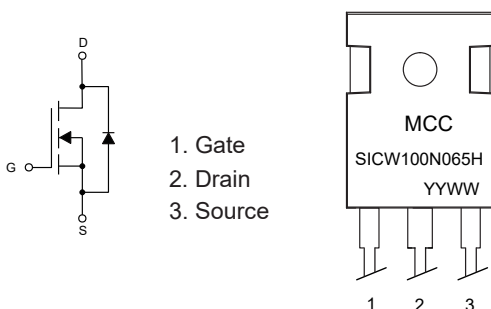 D
G
S
1. Gate
2. Drain
3. Source
MCC
SICW100N065H
YYWW
1 2 3